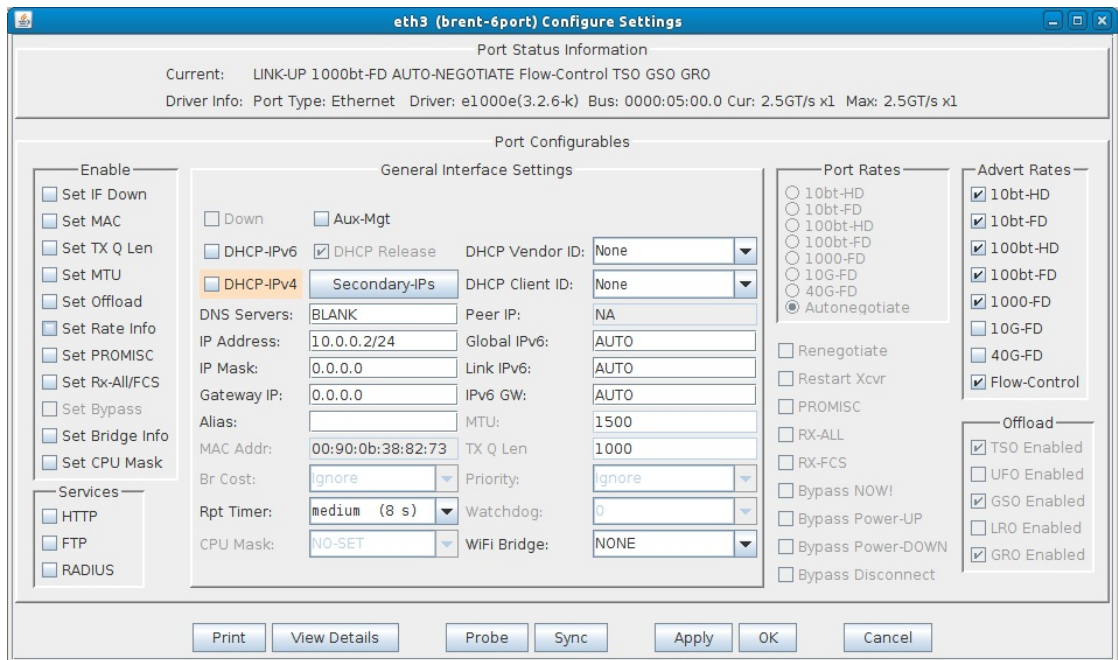 eth3 (brent-6port) Configure Settings
Port Status Information
Current: LINK-UP 1000bt-FD AUTO-NEGOTIATE Flow-Control TSO GSO GRO
Driver Info: Port Type: Ethernet Driver: e1000e(3.2.6-k) Bus: 0000:05:00.0 Cur: 2.5GT/s x1 Max: 2.5GT/s x1
Port Configurables
Enable
Set IF Down
Set MAC
Set TX Q Len
Set MTU
Set Offload
Set Rate Info
Set PROMISC
Set Rx-All/FCS
Set Bypass
Set Bridge Info
Set CPU Mask
Services
HTTP
FTP
RADIUS
General Interface Settings
Down Aux-Mgt
DHCP-IPv6 DHCP Release DHCP Vendor ID: None
DHCP-IPv4 Secondary-IPs DHCP Client ID: None
DNS Servers: BLANK Peer IP: NA
IP Address: 10.0.0.2/24 Global IPv6: AUTO
IP Mask: 0.0.0.0 Link IPv6: AUTO
Gateway IP: 0.0.0.0 IPv6 GW: AUTO
Alias: MTU: 1500
MAC Addr: 00:90:0b:38:82:73 TX Q Len 1000
Br Cost: Ignore Priority: Ignore
Rpt Timer: medium (8 s) Watchdog: 0
CPU Mask: NO-SET WiFi Bridge: NONE
Port Rates
10bt-HD
10bt-FD
100bt-HD
100bt-FD
1000-FD
10G-FD
40G-FD
Autonegotiate
Renegotiate
Restart Xcvr
PROMISC
RX-ALL
RX-FCS
Bypass NOW!
Bypass Power-UP
Bypass Power-DOWN
Bypass Disconnect
Advert Rates
10bt-HD
10bt-FD
100bt-HD
100bt-FD
1000-FD
10G-FD
40G-FD
Flow-Control
Offload
TSO Enabled
UFO Enabled
GSO Enabled
LRO Enabled
GRO Enabled
Print View Details Probe Sync Apply OK Cancel